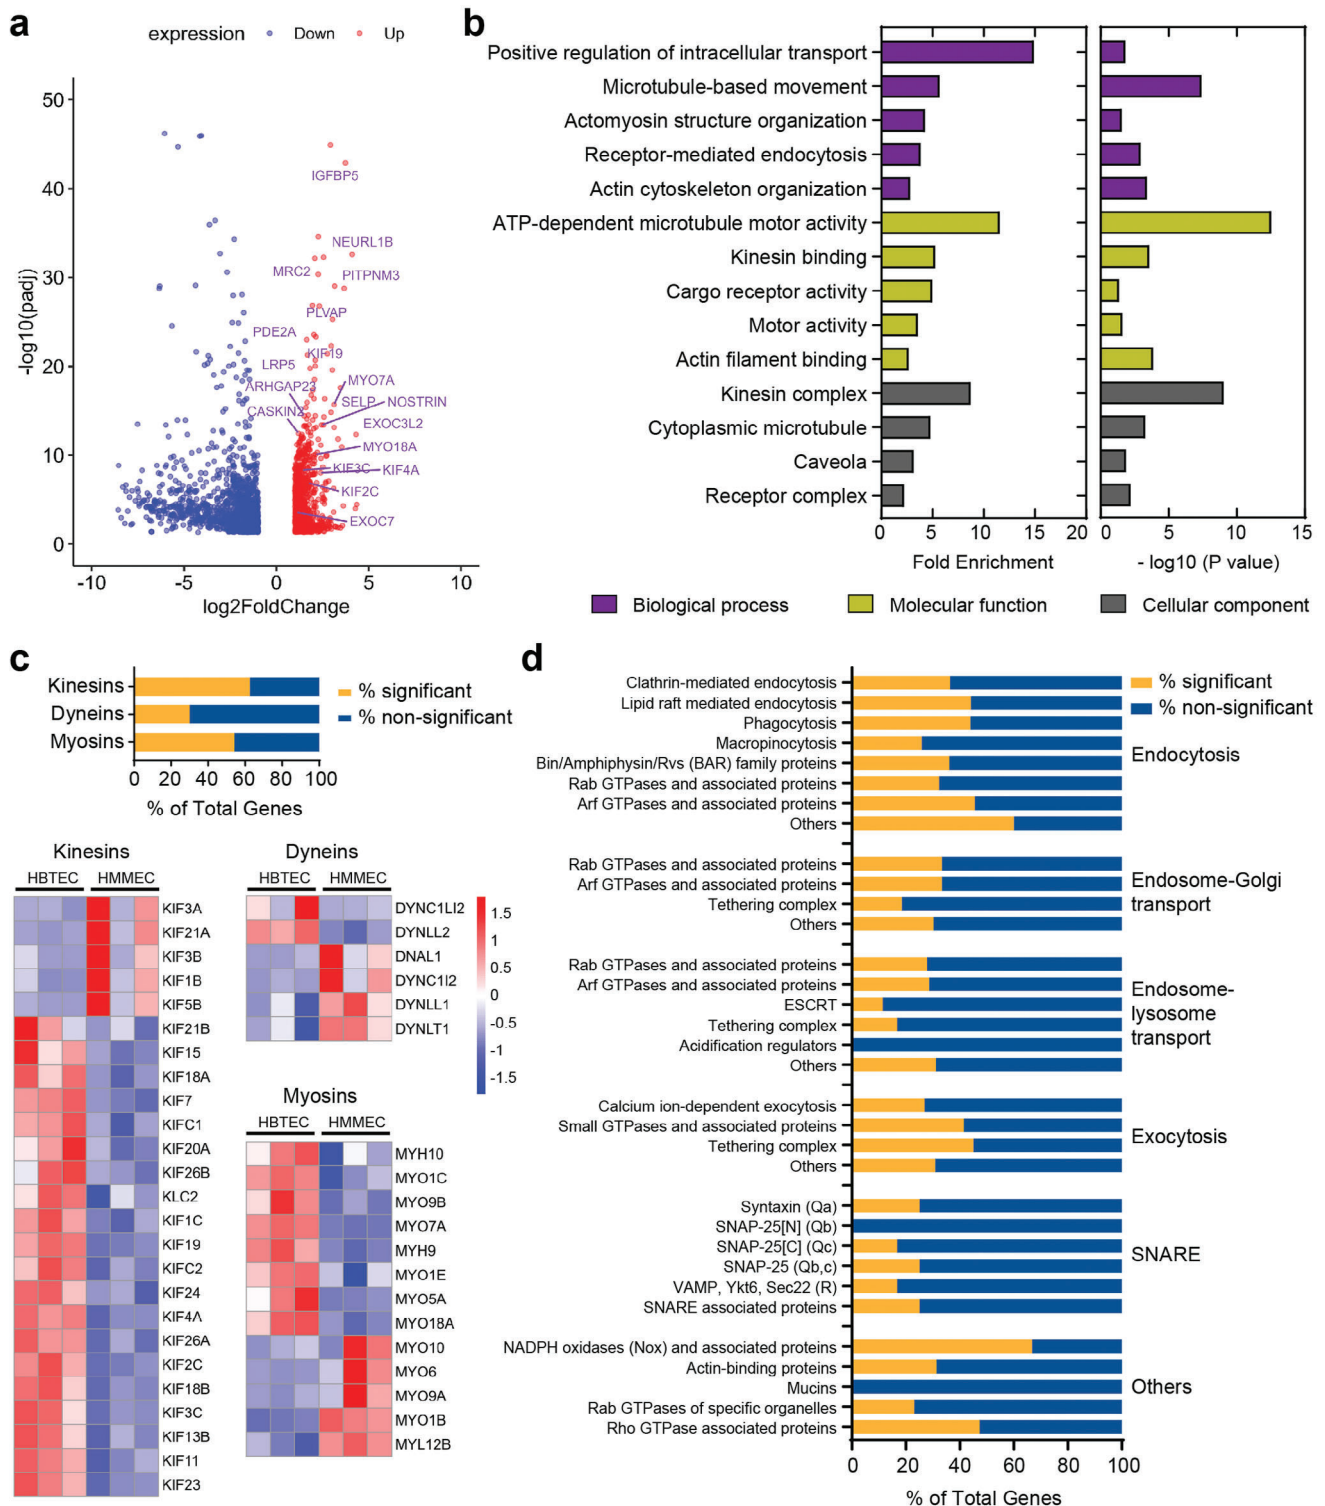 a
expression Down Up
50
40
30
20
10
0
-log10(padj)
IGFBP5
NEURL1B
MRC2
PITPNM3
PLVAP
PDE2A
KIF19
LRP5
MYO7A
ARHGAP23
SELP
NOSTRIN
CASKIN2
EXOC3L2
MYO18A
KIF3C
KIF4A
KIF2C
EXOC7
-10 -5 0 5 10
log2FoldChange
b
Positive regulation of intracellular transport
Microtubule-based movement
Actomyosin structure organization
Receptor-mediated endocytosis
Actin cytoskeleton organization
ATP-dependent microtubule motor activity
Kinesin binding
Cargo receptor activity
Motor activity
Actin filament binding
Kinesin complex
Cytoplasmic microtubule
Caveola
Receptor complex
0 5 10 15 20
Fold Enrichment
0 5 10 15
- log10 (P value)
Biological process
Molecular function
Cellular component
c
Kinesins
Dyneins
Myosins
% significant
% non-significant
0 20 40 60 80 100
% of Total Genes
Kinesins
HBTEC HMMEC
KIF3A
KIF21A
KIF3B
KIF1B
KIF5B
KIF21B
KIF15
KIF18A
KIF7
KIFC1
KIF20A
KIF26B
KLC2
KIF1C
KIF19
KIFC2
KIF24
KIF4A
KIF26A
KIF2C
KIF18B
KIF3C
KIF13B
KIF11
KIF23
Dyneins
HBTEC HMMEC
DYNC1LI2
DYNLL2
DNAL1
DYNC1I2
DYNLL1
DYNLT1
1.5
1
0.5
0
-0.5
-1
-1.5
Myosins
HBTEC HMMEC
MYH10
MYO1C
MYO9B
MYO7A
MYH9
MYO1E
MYO5A
MYO18A
MYO10
MYO6
MYO9A
MYO1B
MYL12B
d
% significant
% non-significant
Clathrin-mediated endocytosis
Lipid raft mediated endocytosis
Phagocytosis
Macropinocytosis
Bin/Amphiphysin/Rvs (BAR) family proteins
Rab GTPases and associated proteins
Arf GTPases and associated proteins
Others
Endocytosis
Rab GTPases and associated proteins
Arf GTPases and associated proteins
Tethering complex
Others
Endosome-Golgi
transport
Rab GTPases and associated proteins
Arf GTPases and associated proteins
ESCRT
Tethering complex
Acidification regulators
Others
Endosome-
lysosome
transport
Calcium ion-dependent exocytosis
Small GTPases and associated proteins
Tethering complex
Others
Exocytosis
Syntaxin (Qa)
SNAP-25[N] (Qb)
SNAP-25[C] (Qc)
SNAP-25 (Qb,c)
VAMP, Ykt6, Sec22 (R)
SNARE associated proteins
SNARE
NADPH oxidases (Nox) and associated proteins
Actin-binding proteins
Mucins
Rab GTPases of specific organelles
Rho GTPase associated proteins
Others
0 20 40 60 80 100
% of Total Genes